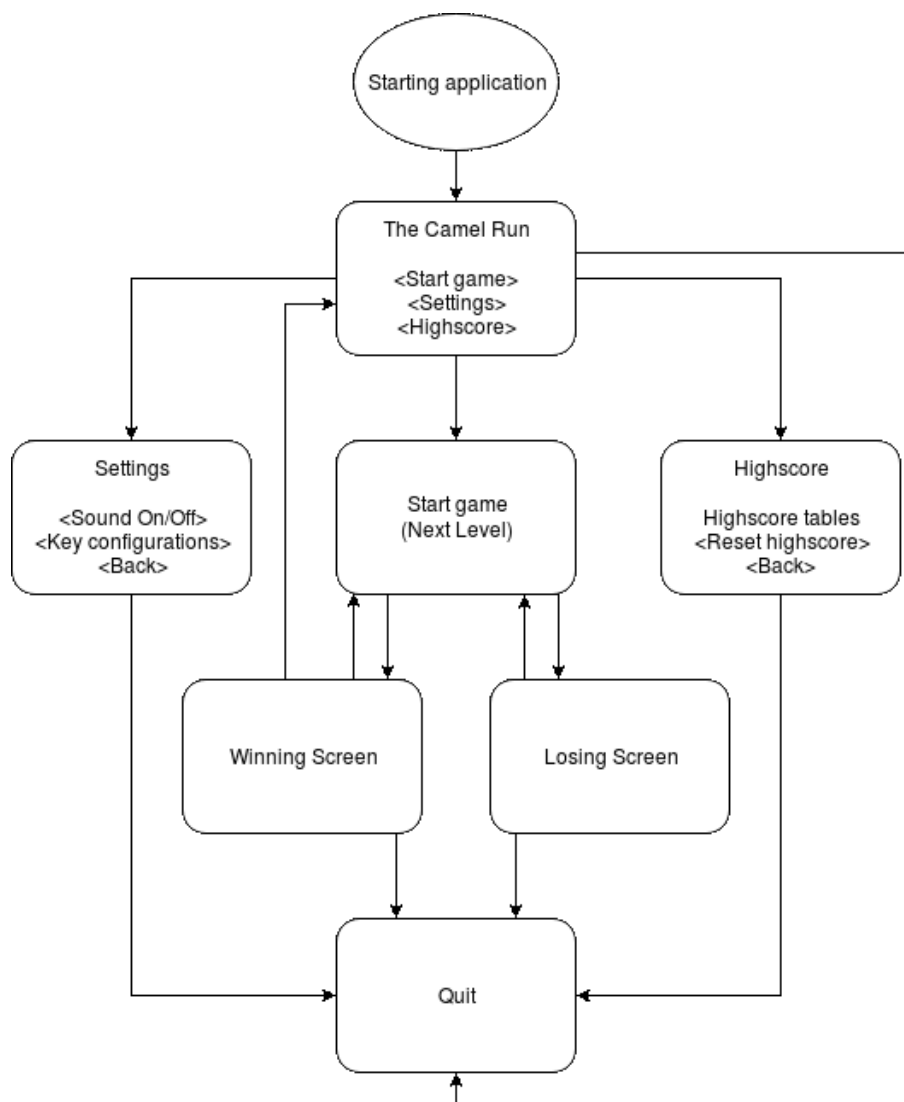 Starting application
The Camel Run
<Start game>
<Settings>
<Highscore>
Settings
<Sound On/Off>
<Key configurations>
<Back>
Start game
(Next Level)
Highscore
Highscore tables
<Reset highscore>
<Back>
Winning Screen
Losing Screen
Quit